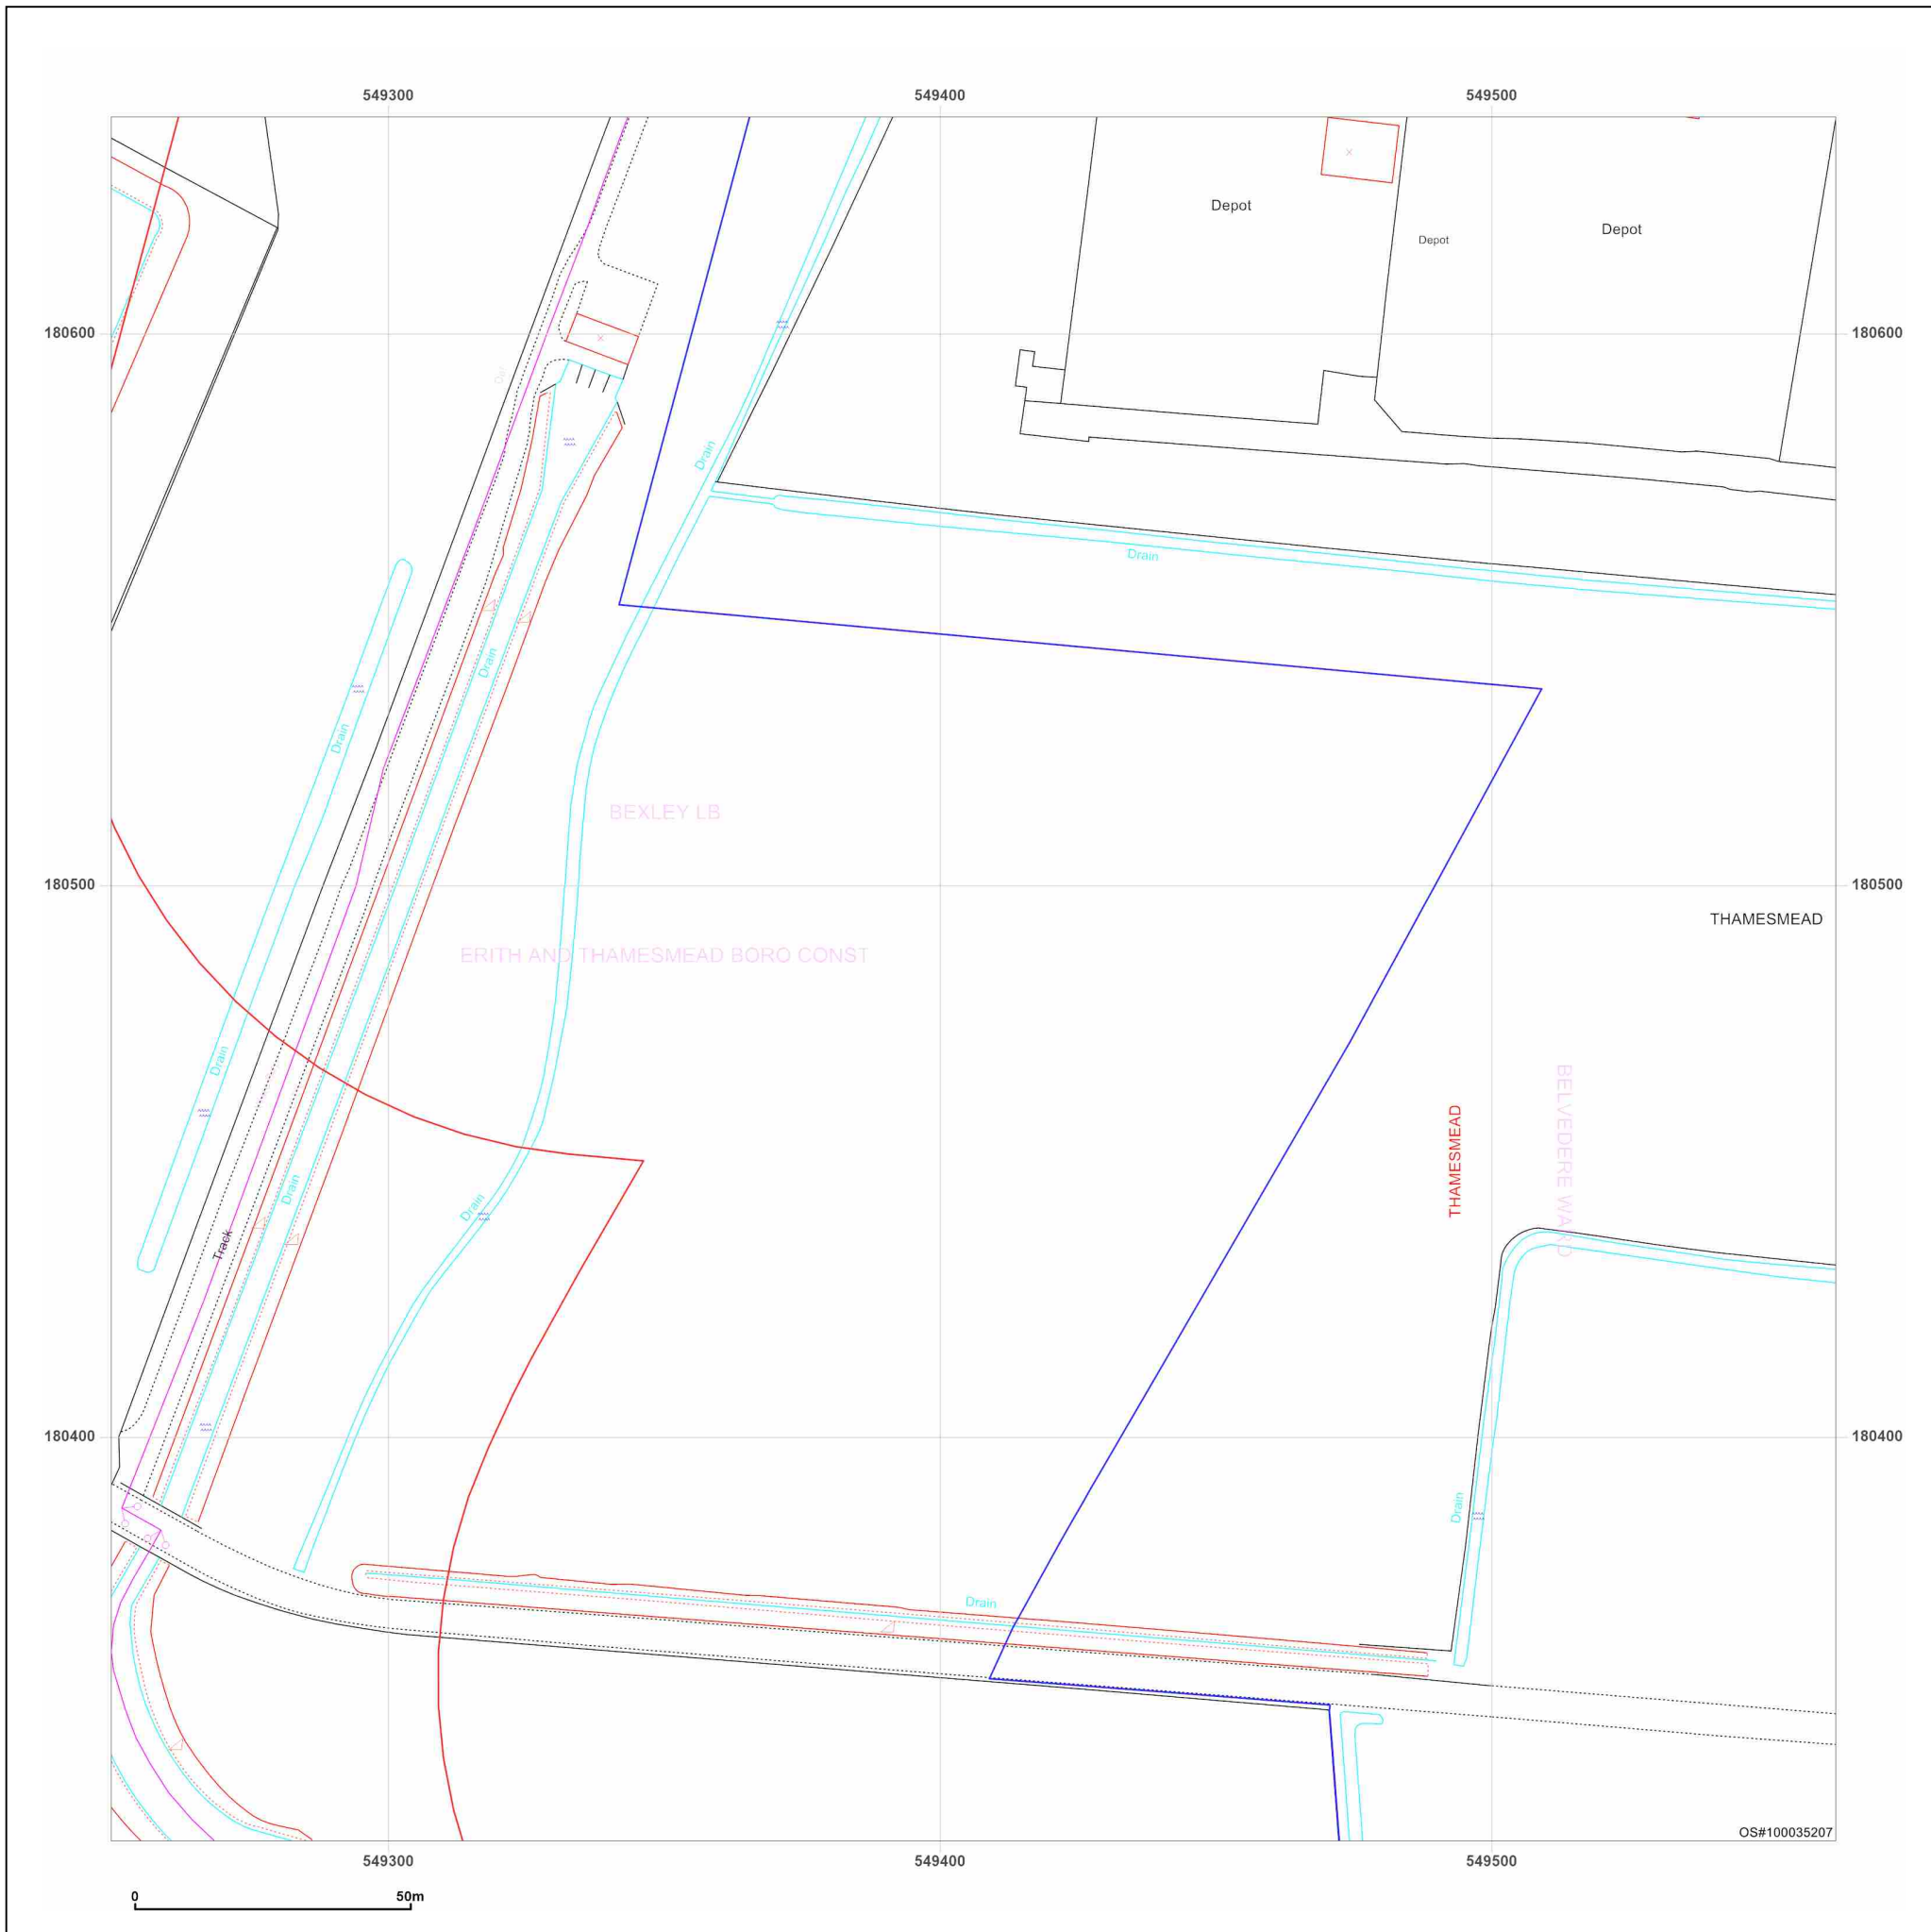 549300
549400
549500
180600
Depot
Depot
Depot
180600
Drain
Drain
Drain
Drain
BEXLEY LB
180500
180500
THAMESMEAD
ERITH AND THAMESMEAD BORO CONST
Drain
THAMESMEAD
BELVEDERE WARD
Drain
Drain
Track
180400
180400
Drain
Drain
OS#100035207
549300
549400
549500
0
50m